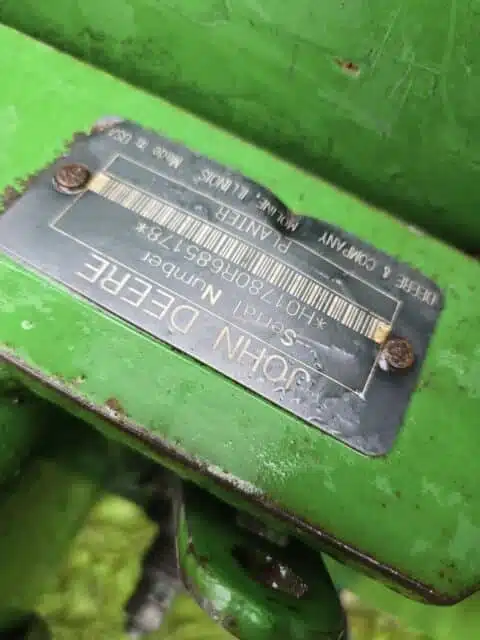 JOHN DEERE
Serial Number
*H01780R685178*
PLANTER
DEERE & COMPANY MOLINE, ILLINOIS Made in USA